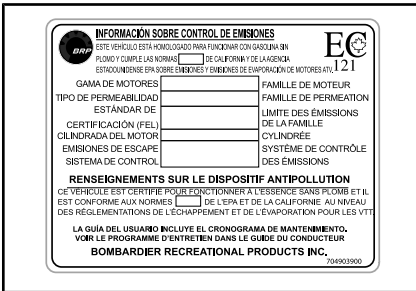 BRP
INFORMACIÓN SOBRE CONTROL DE EMISIONES
ESTE VEHÍCULO ESTÁ HOMOLOGADO PARA FUNCIONAR CON GASOLINA SIN
PLOMO Y CUMPLE LAS NORMAS DE CALIFORNIA Y DE LA AGENCIA
ESTADOUNIDENSE EPA SOBRE EMISIONES Y EMISIONES DE EVAPORACIÓN DE MOTORES ATV.
EC
121
GAMA DE MOTORES FAMILLE DE MOTEUR
TIPO DE PERMEABILIDAD FAMILLE DE PERMEATION
ESTÁNDAR DE LIMITE DES ÉMISSIONS
CERTIFICACIÓN (FEL) DE LA FAMILLE
CILINDRADA DEL MOTOR CYLINDRÉE
EMISIONES DE ESCAPE SYSTÈME DE CONTRÔLE
SISTEMA DE CONTROL DES ÉMISSIONS
RENSEIGNEMENTS SUR LE DISPOSITIF ANTIPOLLUTION
CE VÉHICULE EST CERTIFIÉ POUR FONCTIONNER À L'ESSENCE SANS PLOMB ET IL
EST CONFORME AUX NORMES DE L'EPA ET DE LA CALIFORNIE AU NIVEAU
DES RÉGLEMENTATIONS DE L'ÉCHAPPEMENT ET DE L'ÉVAPORATION POUR LES VTT.
LA GUÍA DEL USUARIO INCLUYE EL CRONOGRAMA DE MANTENIMIENTO.
VOIR LE PROGRAMME D'ENTRETIEN DANS LE GUIDE DU CONDUCTEUR
BOMBARDIER RECREATIONAL PRODUCTS INC.
704903900